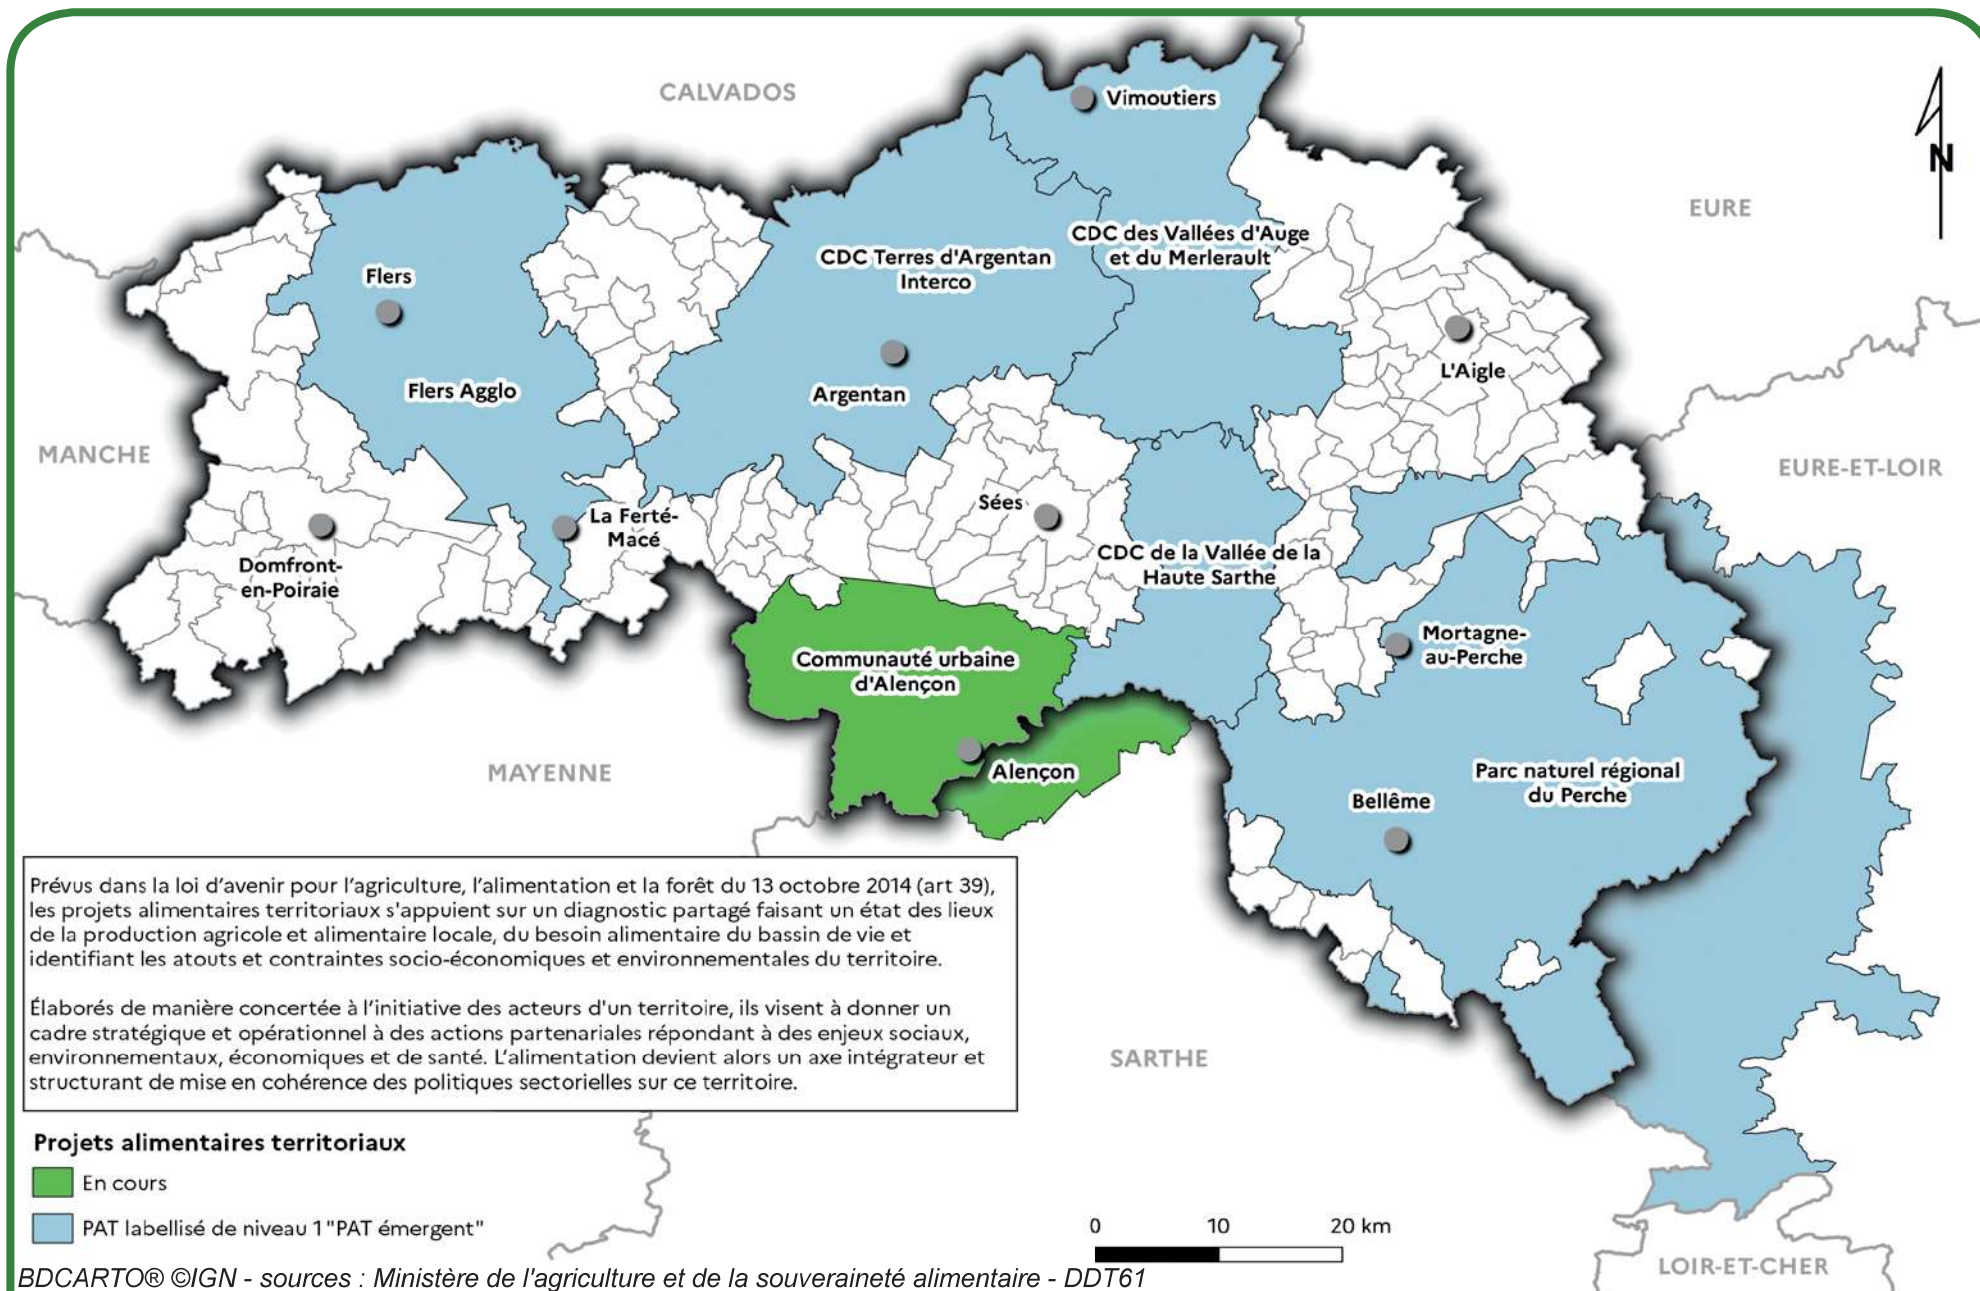 CALVADOS
Vimoutiers
N
EURE
CDC des Vallées d'Auge
et du Merlerault
CDC Terres d'Argentan
Interco
Flers
L'Aigle
Flers Agglo
Argentan
MANCHE
EURE-ET-LOIR
Sées
La Ferté-
Macé
CDC de la Vallée de la
Haute Sarthe
Domfront-
en-Poiraie
Mortagne-
au-Perche
Communauté urbaine
d'Alençon
MAYENNE
Alençon
Parc naturel régional
du Perche
Bellême
Prévus dans la loi d'avenir pour l'agriculture, l'alimentation et la forêt du 13 octobre 2014 (art 39),
les projets alimentaires territoriaux s'appuient sur un diagnostic partagé faisant un état des lieux
de la production agricole et alimentaire locale, du besoin alimentaire du bassin de vie et
identifiant les atouts et contraintes socio-économiques et environnementales du territoire.
Élaborés de manière concertée à l'initiative des acteurs d'un territoire, ils visent à donner un
cadre stratégique et opérationnel à des actions partenariales répondant à des enjeux sociaux,
environnementaux, économiques et de santé. L'alimentation devient alors un axe intégrateur et
structurant de mise en cohérence des politiques sectorielles sur ce territoire.
SARTHE
Projets alimentaires territoriaux
En cours
PAT labellisé de niveau 1 "PAT émergent"
0 10 20 km
LOIR-ET-CHER
BDCARTO® ©IGN - sources : Ministère de l'agriculture et de la souveraineté alimentaire - DDT61